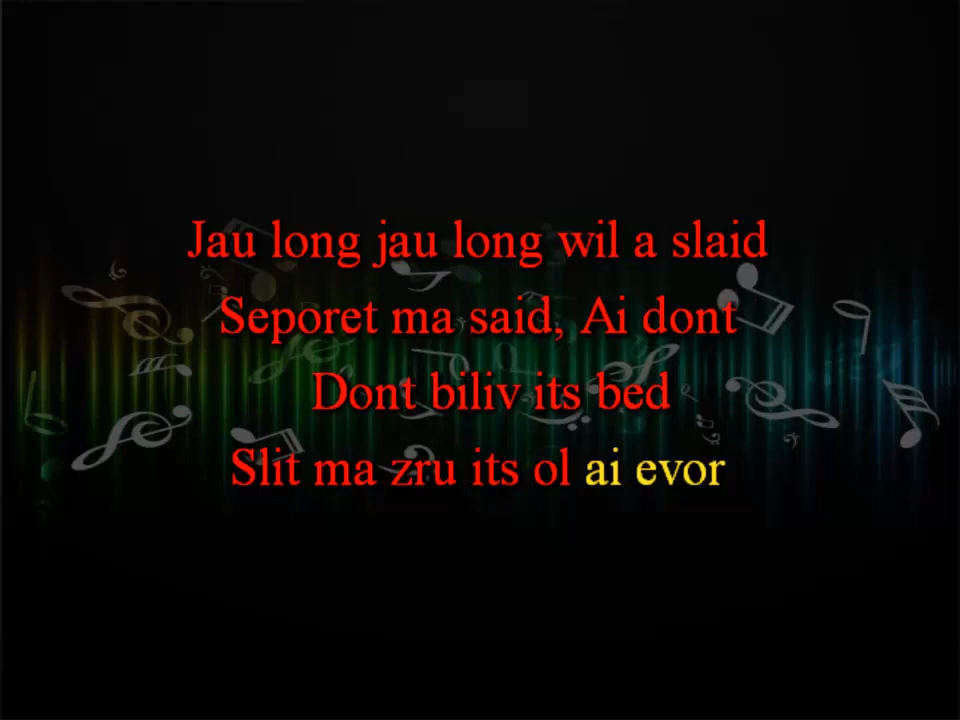 Jau long jau long wil a slaid
Seporet ma said, Ai dont
Dont biliv its bed
Slit ma zru its ol ai evor